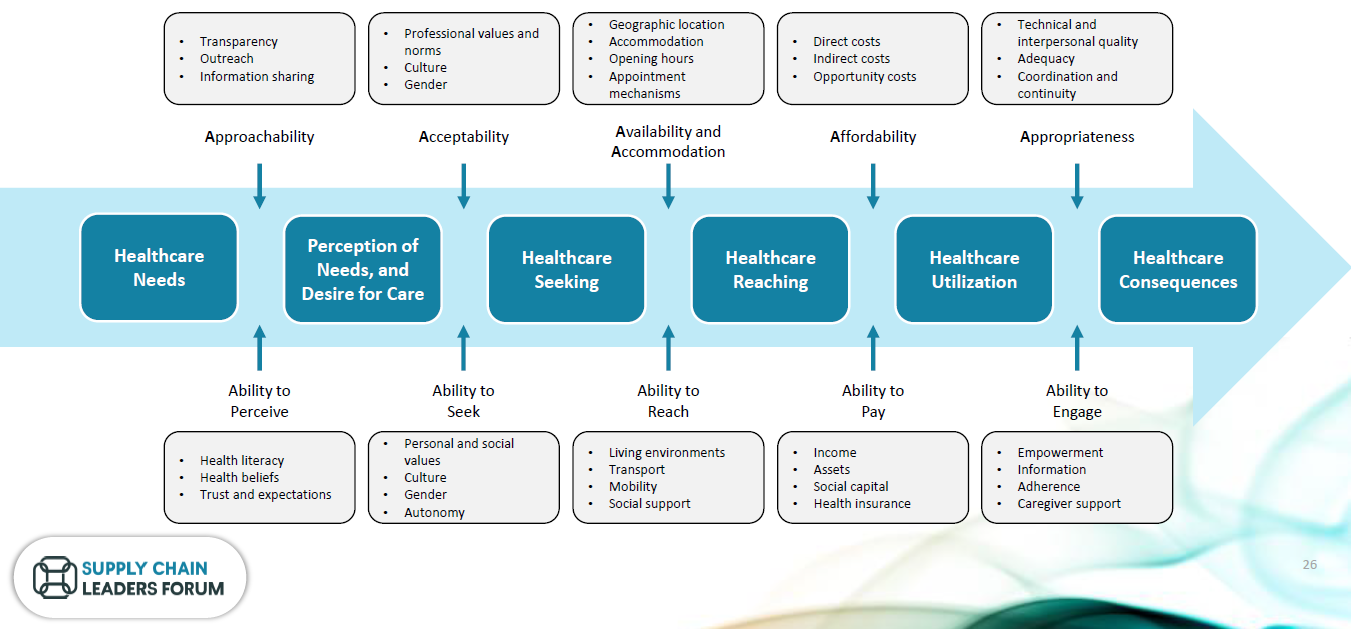 • Transparency
• Outreach
• Information sharing
• Professional values and
norms
• Culture
• Gender
• Geographic location
• Accommodation
• Opening hours
• Appointment
mechanisms
• Direct costs
• Indirect costs
• Opportunity costs
• Technical and
interpersonal quality
• Adequacy
• Coordination and
continuity
Approachability
Acceptability
Availability and
Accommodation
Affordability
Appropriateness
Healthcare
Needs
Perception of
Needs, and
Desire for Care
Healthcare
Seeking
Healthcare
Reaching
Healthcare
Utilization
Healthcare
Consequences
Ability to
Perceive
Ability to
Seek
Ability to
Reach
Ability to
Pay
Ability to
Engage
• Health literacy
• Health beliefs
• Trust and expectations
• Personal and social
values
• Culture
• Gender
• Autonomy
• Living environments
• Transport
• Mobility
• Social support
• Income
• Assets
• Social capital
• Health insurance
• Empowerment
• Information
• Adherence
• Caregiver support
SUPPLY CHAIN
LEADERS FORUM
26